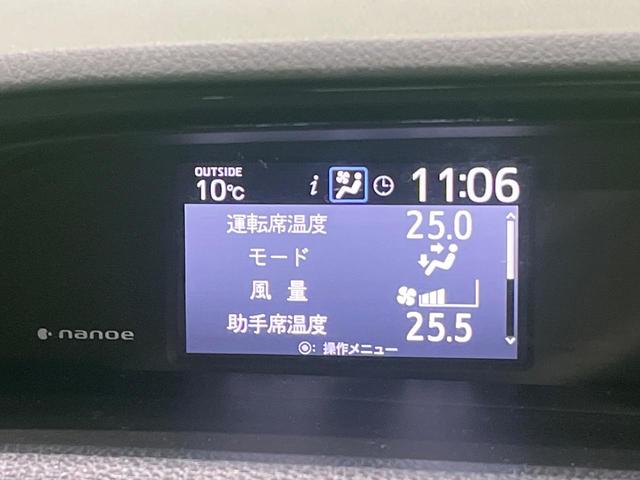 OUTSIDE
10℃ i 11:06
運転席温度 25.0
モード
風量
助手席温度 25.5
◉: 操作メニュー
nanoe